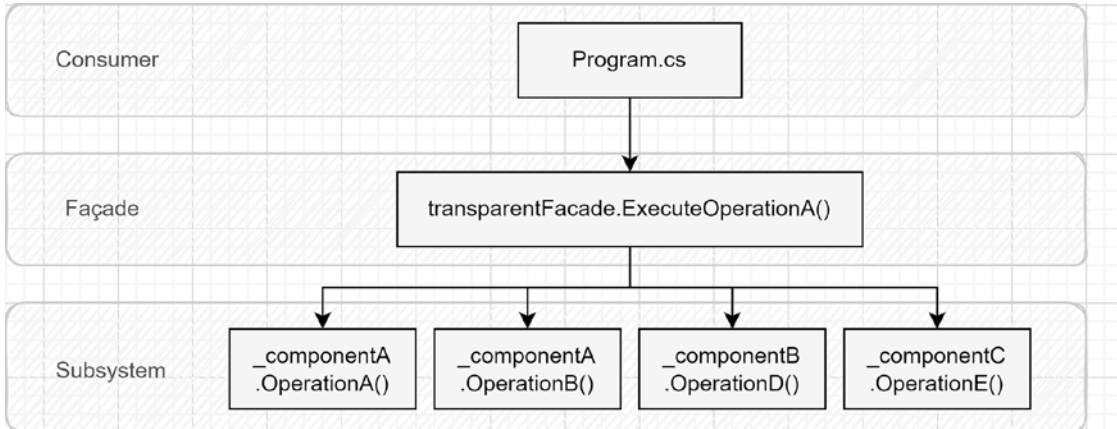 Consumer
Program.cs
Façade
transparentFacade.ExecuteOperationA()
Subsystem
_componentA
.OperationA()
_componentA
.OperationB()
_componentB
.OperationD()
_componentC
.OperationE()